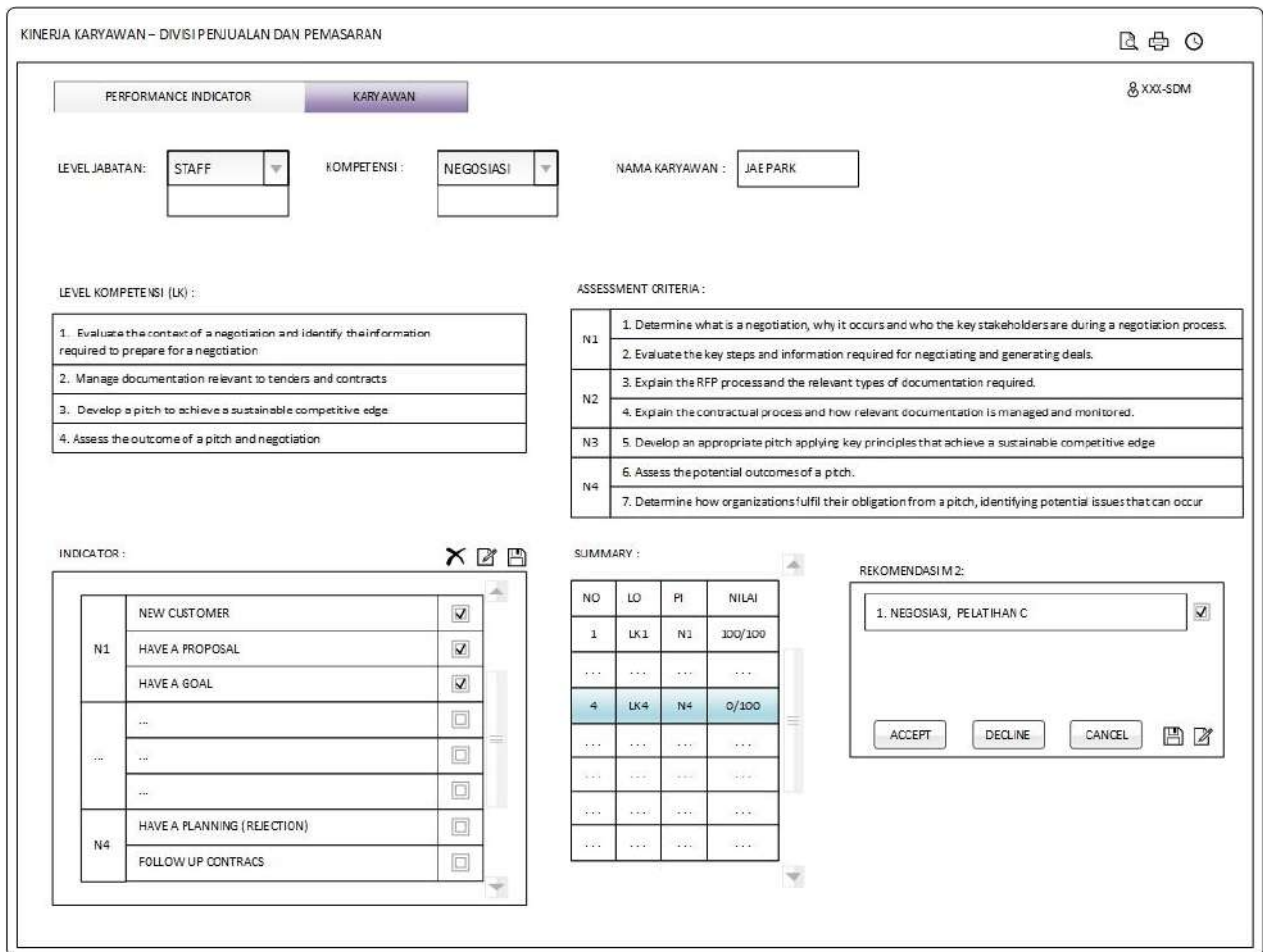 KINERJA KARYAWAN – DIVISI PENJUALAN DAN PEMASARAN
PERFORMANCE INDICATOR
KARYAWAN
XXX-SDM
LEVEL JABATAN:
STAFF
KOMPETENSI :
NEGOSIASI
NAMA KARYAWAN :
JAE PARK
LEVEL KOMPETENSI (LK) :
1. Evaluate the context of a negotiation and identify the information
required to prepare for a negotiation
2. Manage documentation relevant to tenders and contracts
3. Develop a pitch to achieve a sustainable competitive edge
4. Assess the outcome of a pitch and negotiation
ASSESSMENT CRITERIA :
N1
1. Determine what is a negotiation, why it occurs and who the key stakeholders are during a negotiation process.
2. Evaluate the key steps and information required for negotiating and generating deals.
N2
3. Explain the RFP process and the relevant types of documentation required.
4. Explain the contractual process and how relevant documentation is managed and monitored.
N3
5. Develop an appropriate pitch applying key principles that achieve a sustainable competitive edge
N4
6. Assess the potential outcomes of a pitch.
7. Determine how organizations fulfil their obligation from a pitch, identifying potential issues that can occur
INDICATOR :
N1
NEW CUSTOMER
HAVE A PROPOSAL
HAVE A GOAL
...
...
...
...
N4
HAVE A PLANNING (REJECTION)
FOLLOW UP CONTRACS
SUMMARY :
NO LO PI NILAI
1 LK1 N1 100/100
... ... ... ...
4 LK4 N4 0/100
... ... ... ...
... ... ... ...
... ... ... ...
... ... ... ...
REKOMENDASI M2:
1. NEGOSIASI, PELATIHAN C
ACCEPT
DECLINE
CANCEL